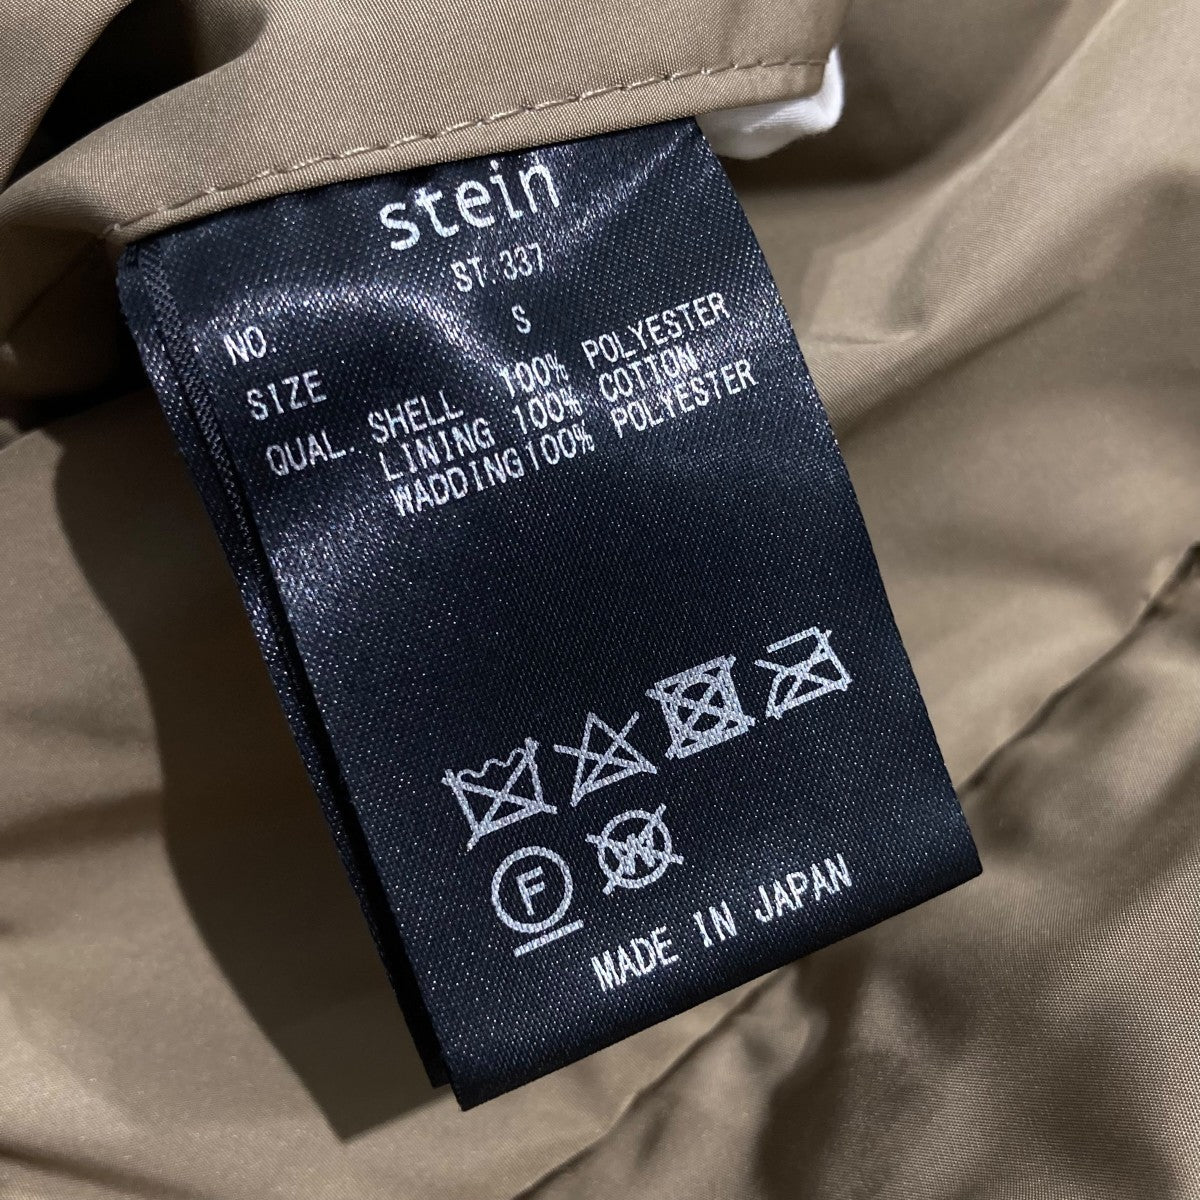 stein
NO. ST.337
SIZE S
QUAL. SHELL 100% POLYESTER
LINING 100% COTTON
WADDING100% POLYESTER
F W
MADE IN JAPAN